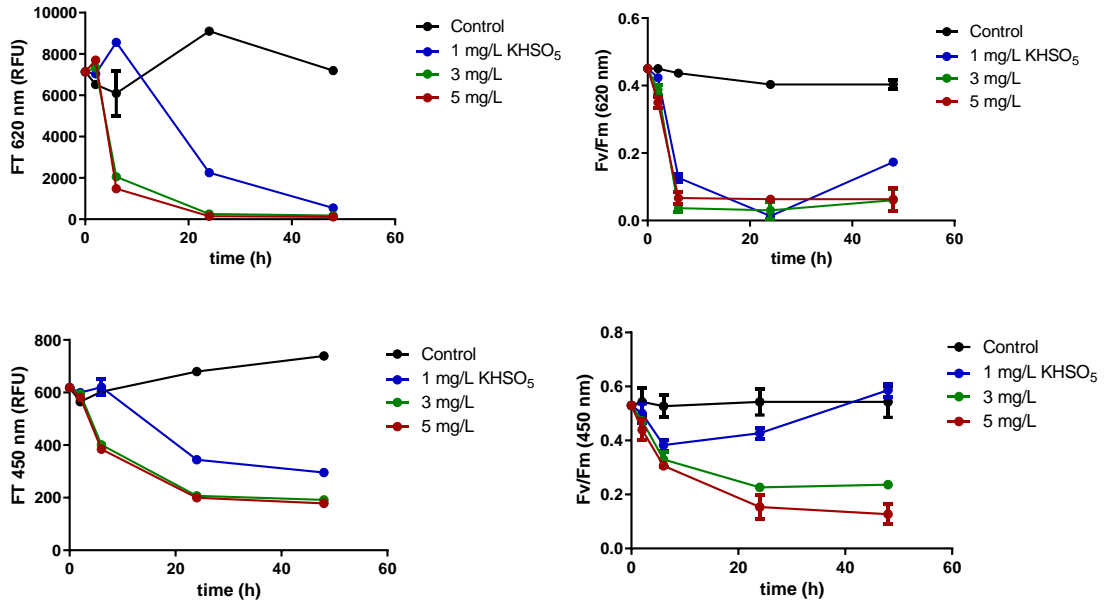 FT 620 nm (RFU)
10000
8000
6000
4000
2000
0
0 20 40 60
time (h)
Control
1 mg/L KHSO5
3 mg/L
5 mg/L
Fv/Fm (620 nm)
0.6
0.4
0.2
0.0
0 20 40 60
time (h)
Control
1 mg/L KHSO5
3 mg/L
5 mg/L
FT 450 nm (RFU)
800
600
400
200
0
0 20 40 60
time (h)
Control
1 mg/L KHSO5
3 mg/L
5 mg/L
Fv/Fm (450 nm)
0.8
0.6
0.4
0.2
0.0
0 20 40 60
time (h)
Control
1 mg/L KHSO5
3 mg/L
5 mg/L